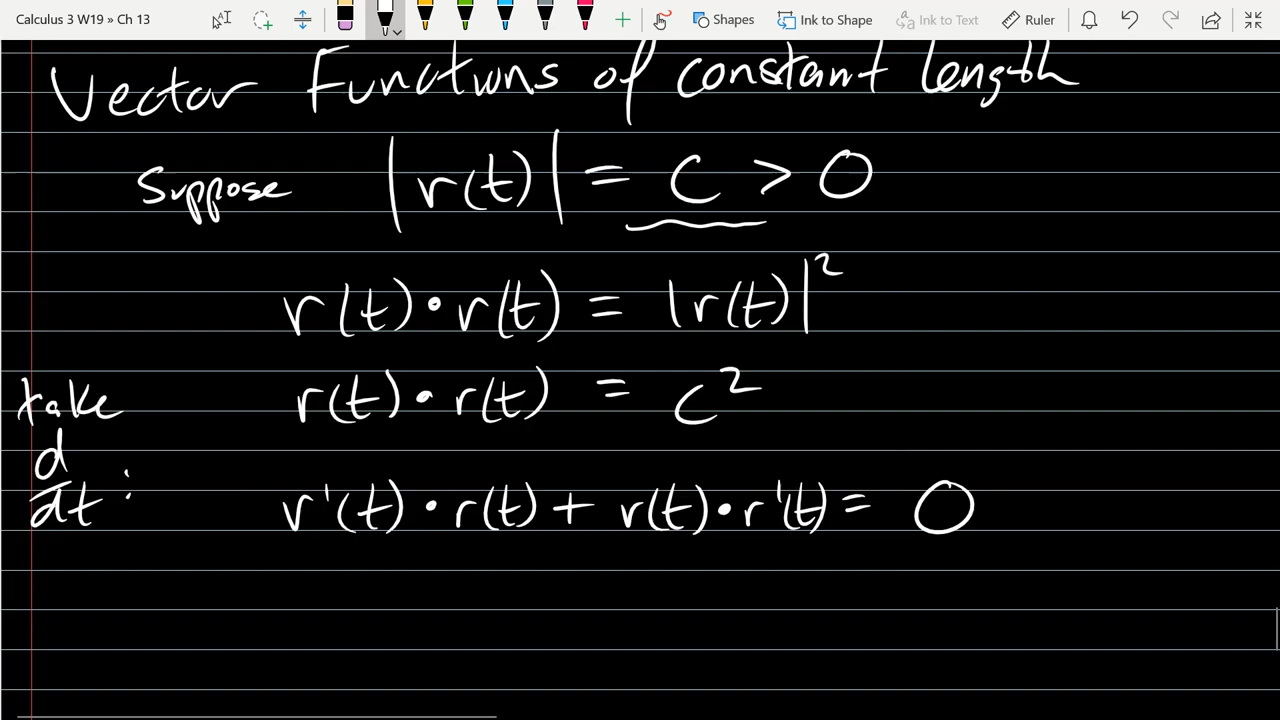 Calculus 3 W19 » Ch 13
Shapes
Ink to Shape
Ink to Text
Ruler
Vector Functions of constant length
Suppose |r(t)| = c > 0
r(t) • r(t) = |r(t)|²
r(t) • r(t) = c²
take
d/dt : r'(t) • r(t) + r(t) • r'(t) = 0